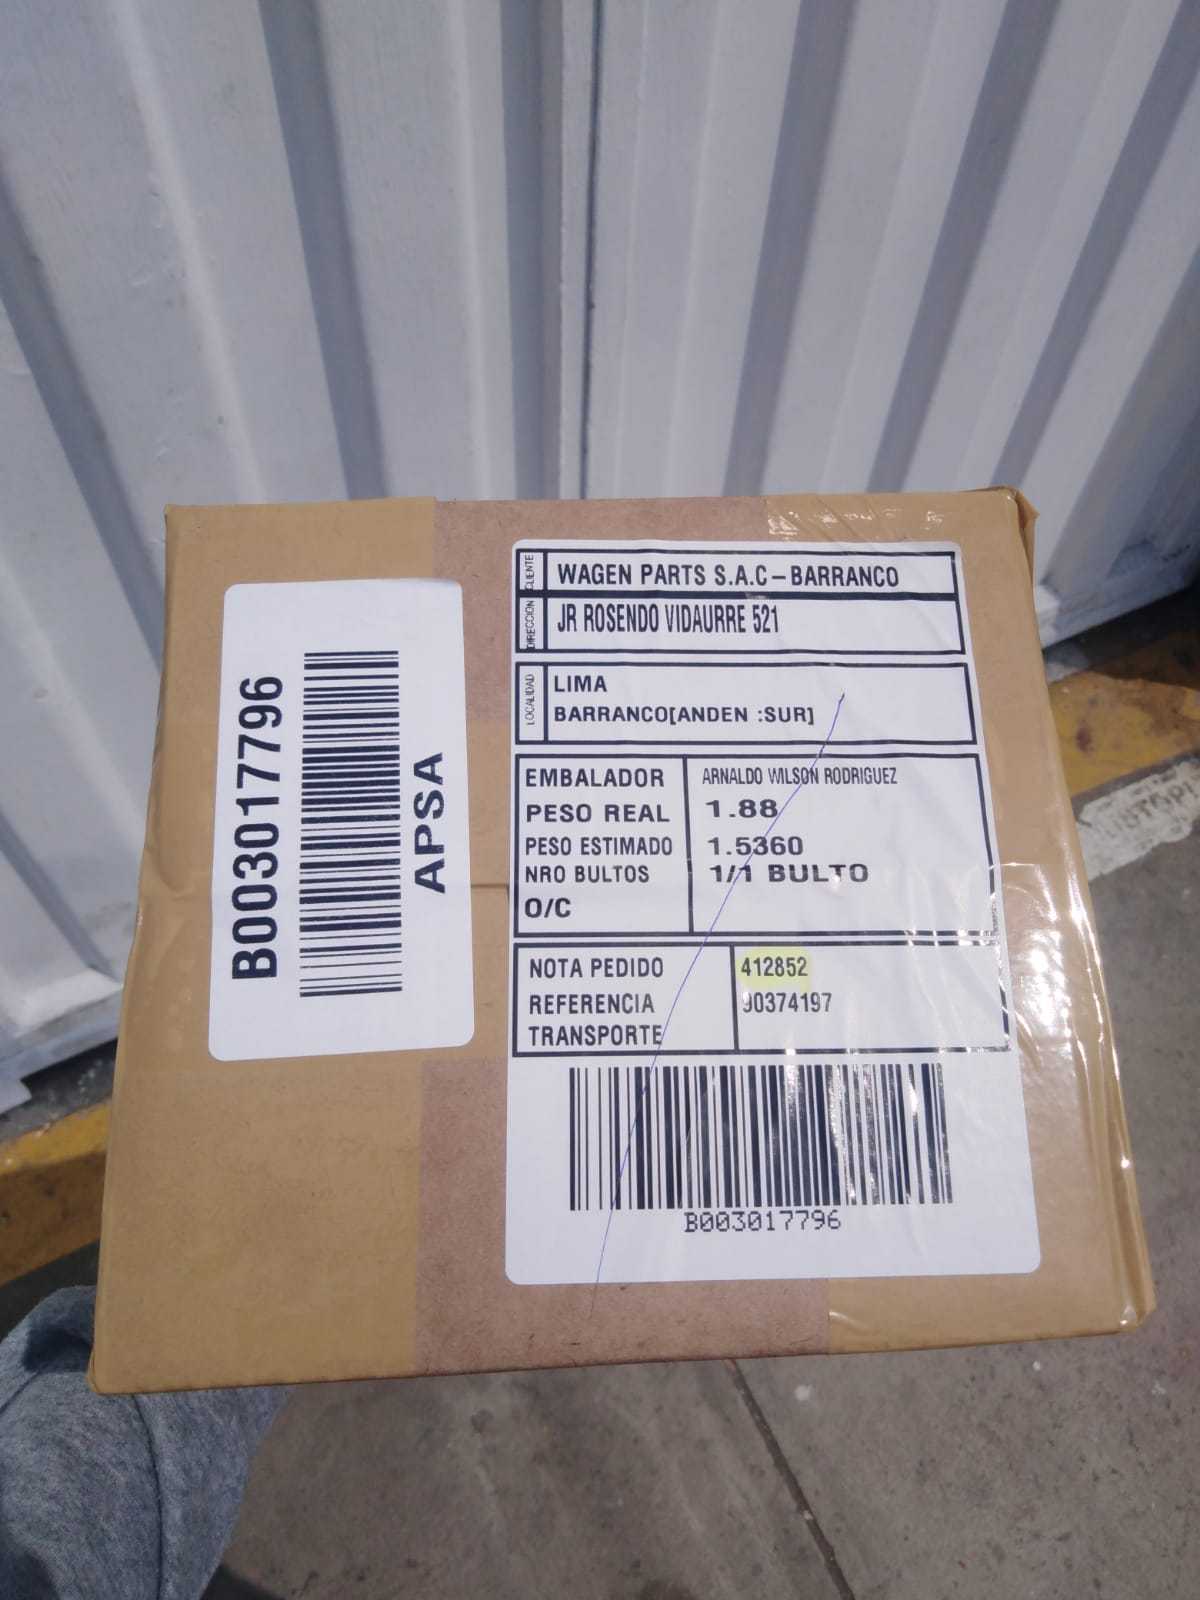 B003017796
APSA
CLIENTE
WAGEN PARTS S.A.C - BARRANCO
DIRECCION
JR ROSENDO VIDAURRE 521
LOCALIDAD
LIMA
BARRANCO[ANDEN :SUR]
EMBALADOR ARNALDO WILSON RODRIGUEZ
PESO REAL 1.88
PESO ESTIMADO 1.5360
NRO BULTOS 1/1 BULTO
O/C
NOTA PEDIDO 412852
REFERENCIA 90374197
TRANSPORTE
B003017796